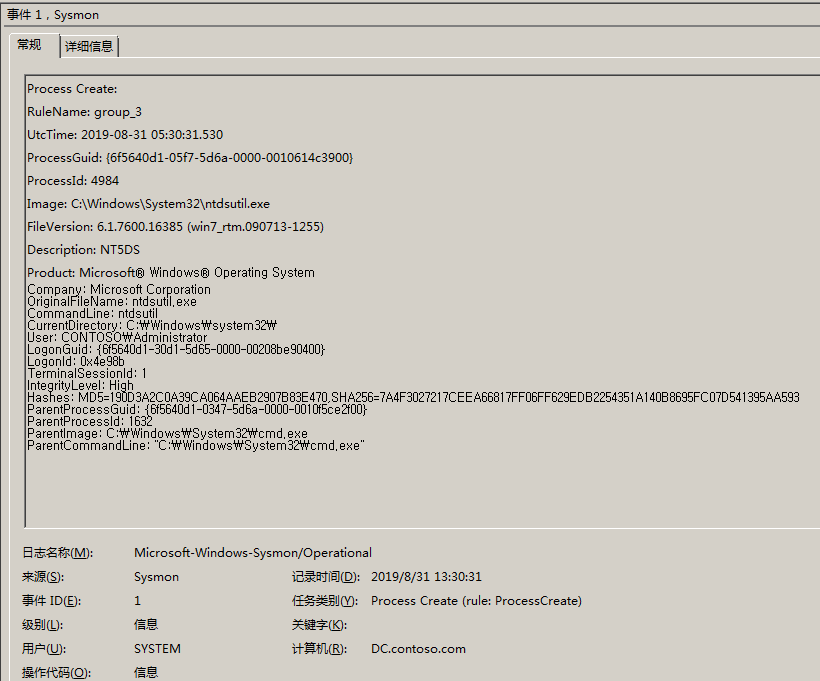 事件 1，Sysmon
常规
详细信息
Process Create:
RuleName: group_3
UtcTime: 2019-08-31 05:30:31.530
ProcessGuid: {6f5640d1-05f7-5d6a-0000-0010614c3900}
ProcessId: 4984
Image: C:\Windows\System32\ntdsutil.exe
FileVersion: 6.1.7600.16385 (win7_rtm.090713-1255)
Description: NT5DS
Product: Microsoft® Windows® Operating System
Company: Microsoft Corporation
OriginalFileName: ntdsutil.exe
CommandLine: ntdsutil
CurrentDirectory: C:₩Windows₩system32₩
User: CONTOSO₩Administrator
LogonGuid: {6f5640d1-30d1-5d65-0000-00208be90400}
LogonId: 0x4e98b
TerminalSessionId: 1
IntegrityLevel: High
Hashes: MD5=190D3A2C0A39CA064AAEB2907B83E470,SHA256=7A4F3027217CEEA66817FF06FF629EDB2254351A140B8695FC07D541395AA593
ParentProcessGuid: {6f5640d1-0347-5d6a-0000-0010f5ce2f00}
ParentProcessId: 1632
ParentImage: C:₩Windows₩System32₩cmd.exe
ParentCommandLine: "C:₩Windows₩System32₩cmd.exe"
日志名称(M): Microsoft-Windows-Sysmon/Operational
来源(S): Sysmon 记录时间(D): 2019/8/31 13:30:31
事件 ID(E): 1 任务类别(Y): Process Create (rule: ProcessCreate)
级别(L): 信息 关键字(K):
用户(U): SYSTEM 计算机(R): DC.contoso.com
操作代码(O): 信息